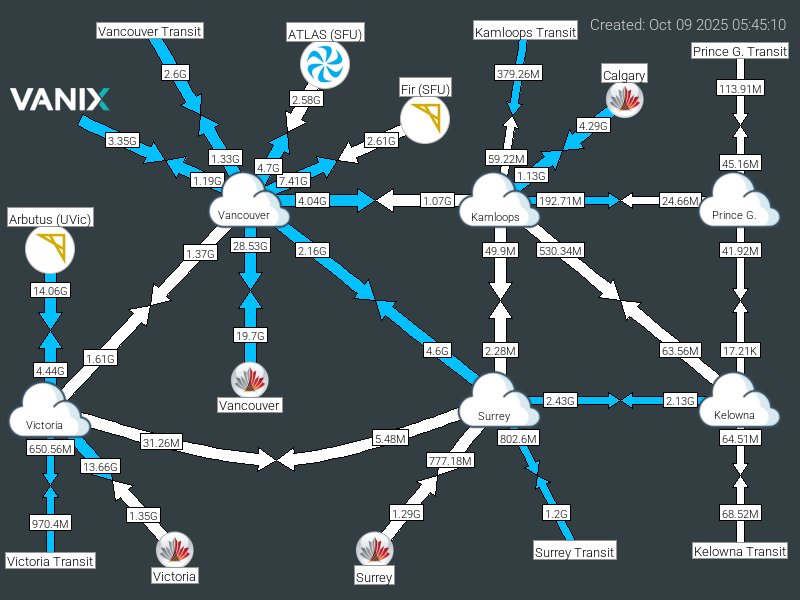 Created: Oct 09 2025 05:45:10
Vancouver Transit
ATLAS (SFU)
Kamloops Transit
Prince G. Transit
2.6G
379.26M
Calgary
113.91M
VANIX
2.58G
Fir (SFU)
4.29G
3.35G
2.61G
1.33G
59.22M
45.16M
1.19G
4.7G
7.41G
1.13G
Vancouver
4.04G
1.07G
Kamloops
192.71M
24.66M
Prince G.
Arbutus (UVic)
1.37G
28.53G
2.16G
49.9M
530.34M
41.92M
14.06G
19.7G
4.6G
2.28M
63.56M
17.21K
4.44G
1.61G
Vancouver
Victoria
Surrey
2.43G
2.13G
Kelowna
650.56M
31.26M
5.48M
802.6M
64.51M
13.66G
777.18M
970.4M
1.35G
1.29G
1.2G
68.52M
Victoria Transit
Victoria
Surrey
Surrey Transit
Kelowna Transit